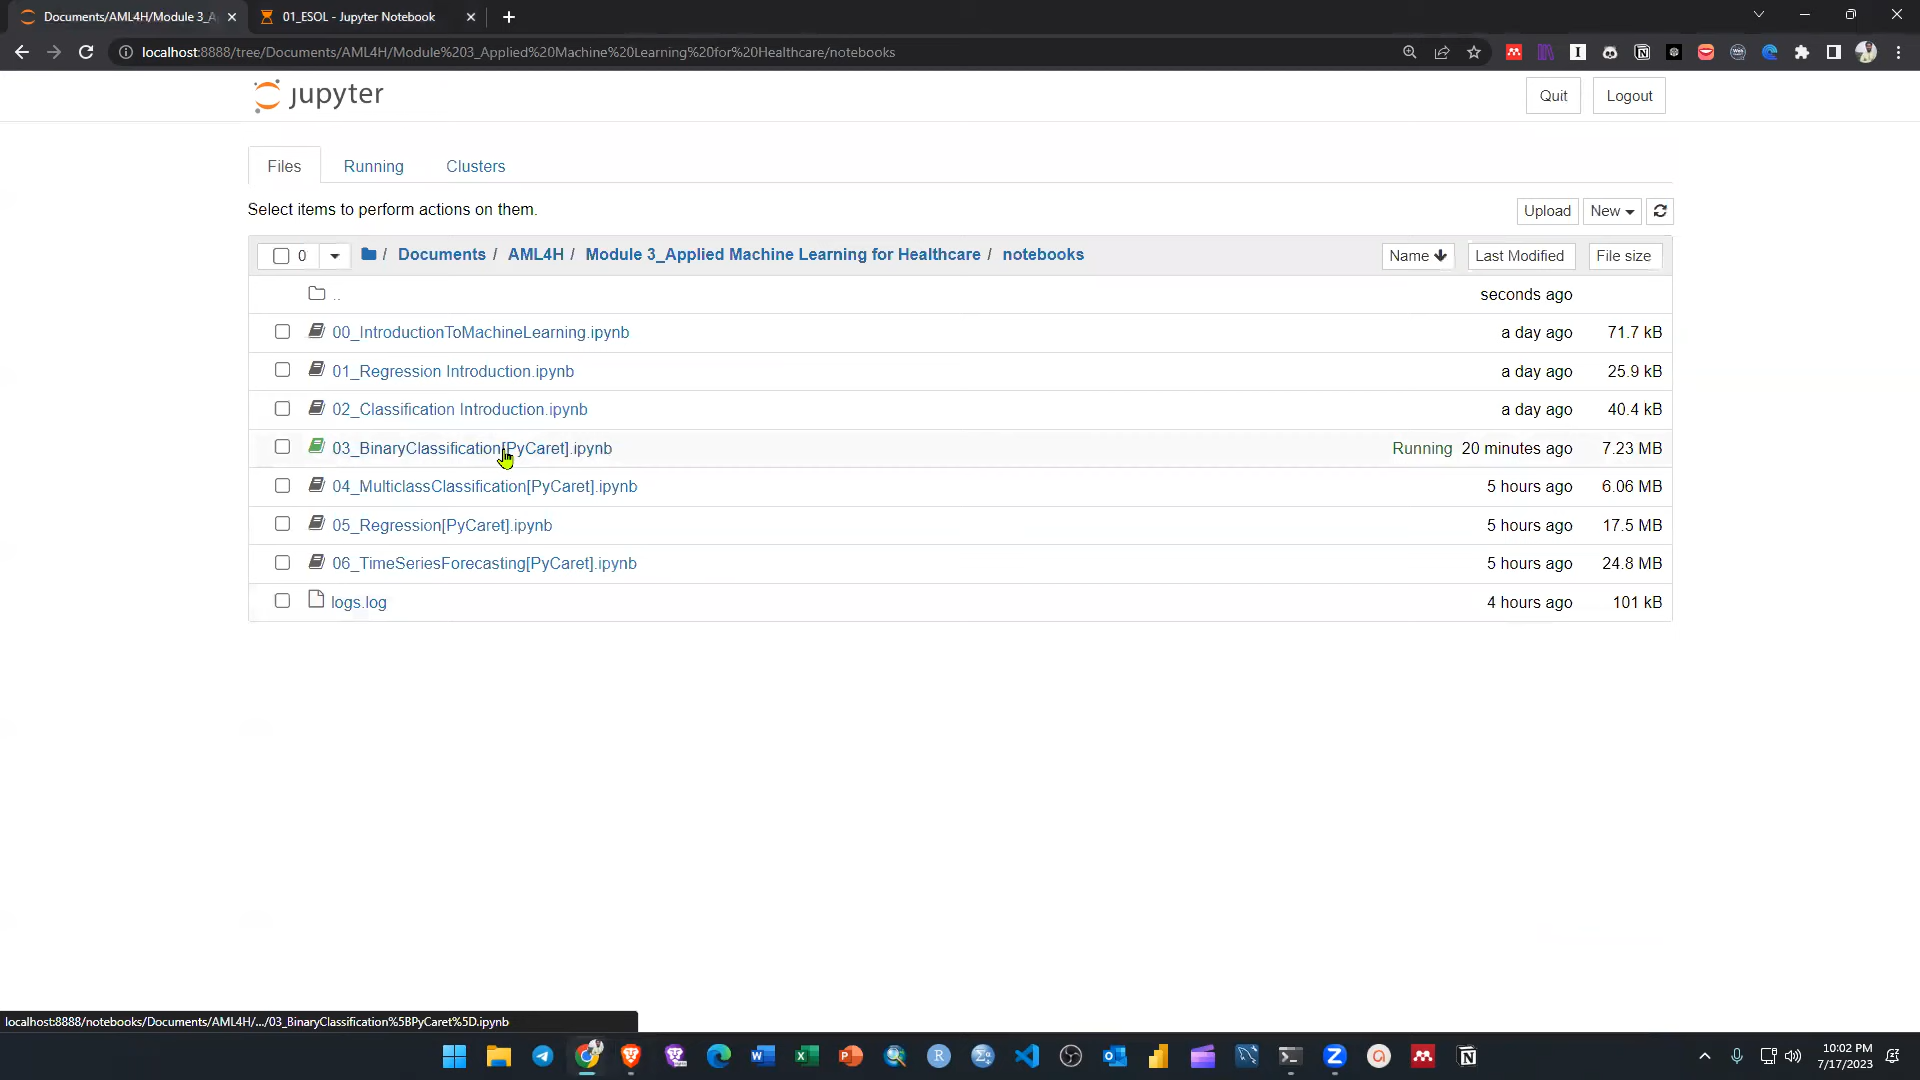 Documents/AML4H/Module 3_A
01_ESOL - Jupyter Notebook
localhost:8888/tree/Documents/AML4H/Module%203_Applied%20Machine%20Learning%20for%20Healthcare/notebooks
jupyter
Quit
Logout
Files
Running
Clusters
Select items to perform actions on them.
Upload
New
0
/ Documents / AML4H / Module 3_Applied Machine Learning for Healthcare / notebooks
Name
Last Modified
File size
..
seconds ago
00_IntroductionToMachineLearning.ipynb
a day ago
71.7 kB
01_Regression Introduction.ipynb
a day ago
25.9 kB
02_Classification Introduction.ipynb
a day ago
40.4 kB
03_BinaryClassification[PyCaret].ipynb
Running
20 minutes ago
7.23 MB
04_MulticlassClassification[PyCaret].ipynb
5 hours ago
6.06 MB
05_Regression[PyCaret].ipynb
5 hours ago
17.5 MB
06_TimeSeriesForecasting[PyCaret].ipynb
5 hours ago
24.8 MB
logs.log
4 hours ago
101 kB
localhost:8888/notebooks/Documents/AML4H/.../03_BinaryClassification%5BPyCaret%5D.ipynb
10:02 PM
7/17/2023